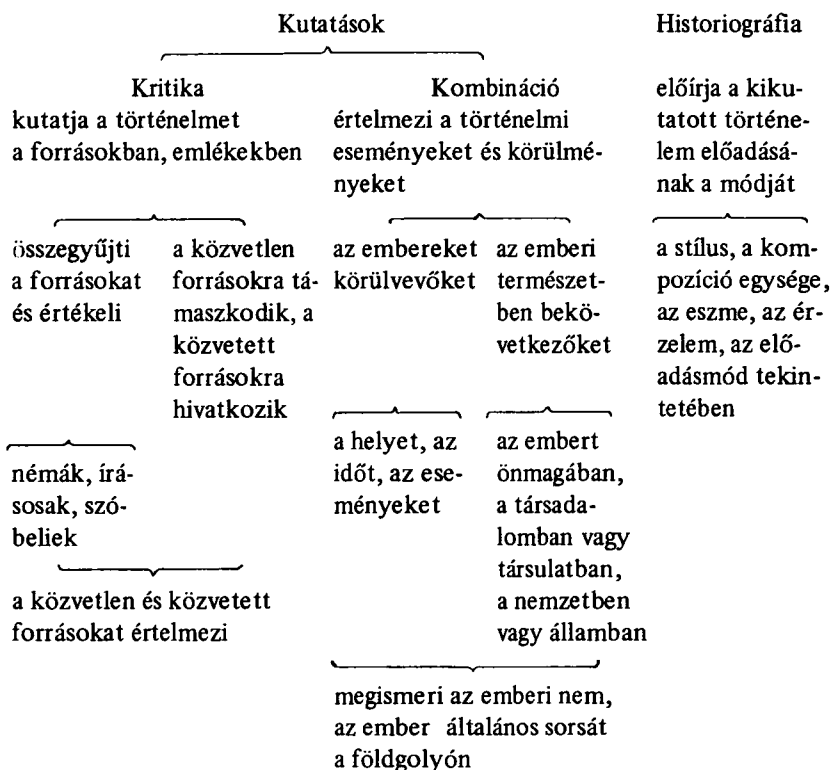 Kutatások
Historiográfia
Kritika
kutatja a történelmet
a forrásokban, emlékekben
Kombináció
értelmezi a történelmi
eseményeket és körülmé-
nyeket
előírja a kiku-
tatott történe-
lem előadásá-
nak a módját
összegyűjti
a forrásokat
és értékeli
a közvetlen
forrásokra tá-
maszkodik, a
közvetett
forrásokra
hivatkozik
az embereket
körülvevőket
az emberi
természet-
ben bekö-
vetkezőket
a stílus, a kom-
pozíció egysége,
az eszme, az ér-
zelem, az elő-
adásmód tekin-
tetében
némák, írá-
sosak, szó-
beliek
a helyet, az
időt, az ese-
ményeket
az embert
önmagában,
a társada-
lomban vagy
társulatban,
a nemzetben
vagy államban
a közvetlen és közvetett
forrásokat értelmezi
megismeri az emberi nem,
az ember általános sorsát
a földgolyón